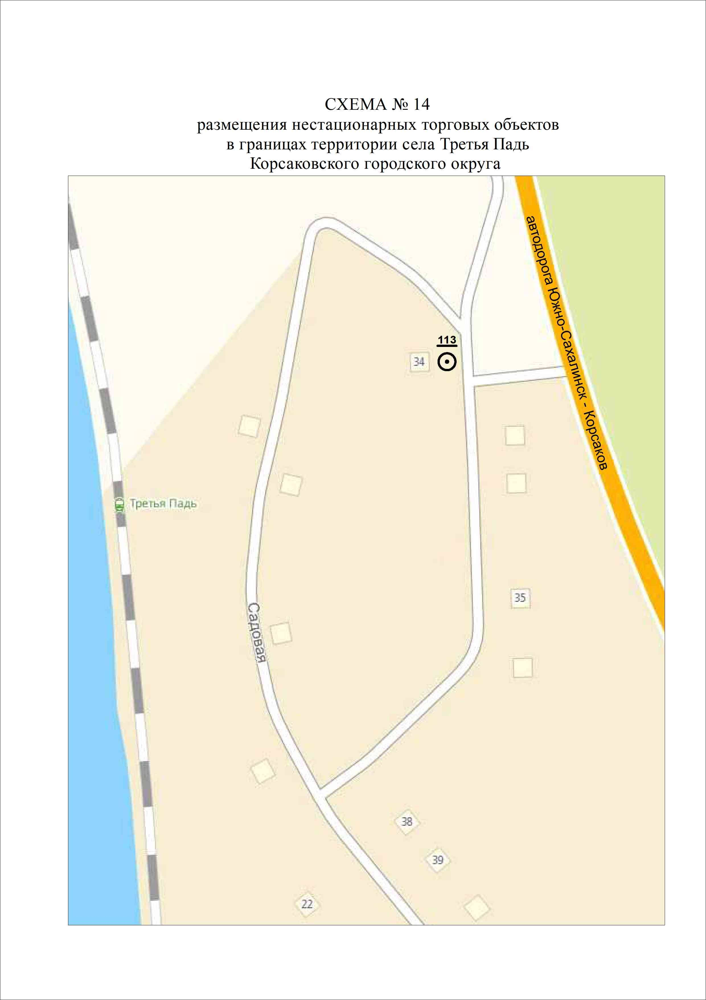 СХЕМА № 14
размещения нестационарных торговых объектов
в границах территории села Третья Падь
Корсаковского городского округа
автодорога Южно-Сахалинск - Корсаков
113
34
Третья Падь
35
Садовая
38
39
22